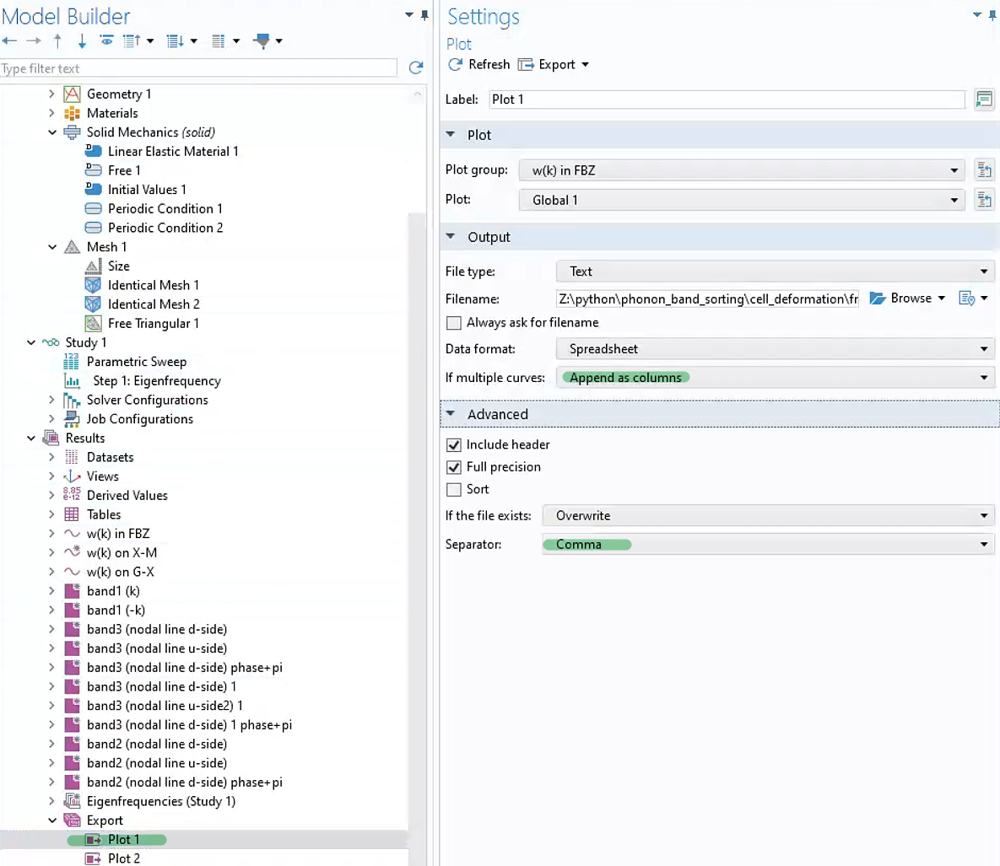 Model Builder
Type filter text
Geometry 1
Materials
Solid Mechanics (solid)
Linear Elastic Material 1
Free 1
Initial Values 1
Periodic Condition 1
Periodic Condition 2
Mesh 1
Size
Identical Mesh 1
Identical Mesh 2
Free Triangular 1
Study 1
Parametric Sweep
Step 1: Eigenfrequency
Solver Configurations
Job Configurations
Results
Datasets
Views
8.85
e-12
Derived Values
Tables
w(k) in FBZ
w(k) on X-M
w(k) on G-X
band1 (k)
band1 (-k)
band3 (nodal line d-side)
band3 (nodal line u-side)
band3 (nodal line d-side) phase+pi
band3 (nodal line d-side) 1
band3 (nodal line u-side2) 1
band3 (nodal line d-side) 1 phase+pi
band2 (nodal line d-side)
band2 (nodal line u-side)
band2 (nodal line d-side) phase+pi
Eigenfrequencies (Study 1)
Export
Plot 1
Plot 2
Settings
Plot
Refresh Export
Label: Plot 1
Plot
Plot group: w(k) in FBZ
Plot: Global 1
Output
File type: Text
Filename: Z:\python\phonon_band_sorting\cell_deformation\fr Browse
Always ask for filename
Data format: Spreadsheet
If multiple curves: Append as columns
Advanced
Include header
Full precision
Sort
If the file exists: Overwrite
Separator: Comma